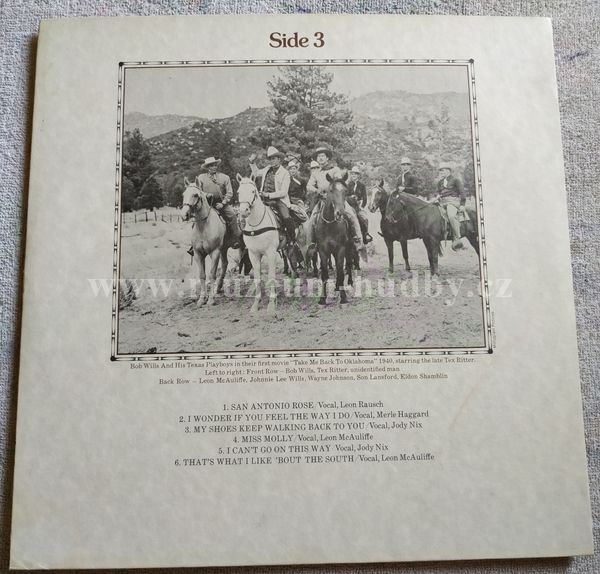 Side 3
www.muzeum-hudby.cz
Bob Wills And His Texas Playboys in their first movie "Take Me Back To Oklahoma" 1940, starring the late Tex Ritter.
Left to right: Front Row – Bob Wills, Tex Ritter, unidentified man.
Back Row – Leon McAuliffe, Johnnie Lee Wills, Wayne Johnson, Son Lansford, Eldon Shamblin
1. SAN ANTONIO ROSE/Vocal, Leon Rausch
2. I WONDER IF YOU FEEL THE WAY I DO/Vocal, Merle Haggard
3. MY SHOES KEEP WALKING BACK TO YOU/Vocal, Jody Nix
4. MISS MOLLY/Vocal, Leon McAuliffe
5. I CAN'T GO ON THIS WAY/Vocal, Jody Nix
6. THAT'S WHAT I LIKE 'BOUT THE SOUTH/Vocal, Leon McAuliffe